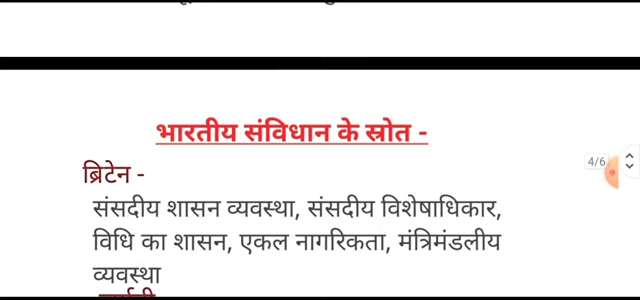 भारतीय संविधान के स्रोत -
ब्रिटेन -
4/6
संसदीय शासन व्यवस्था, संसदीय विशेषाधिकार,
विधि का शासन, एकल नागरिकता, मंत्रिमंडलीय
व्यवस्था